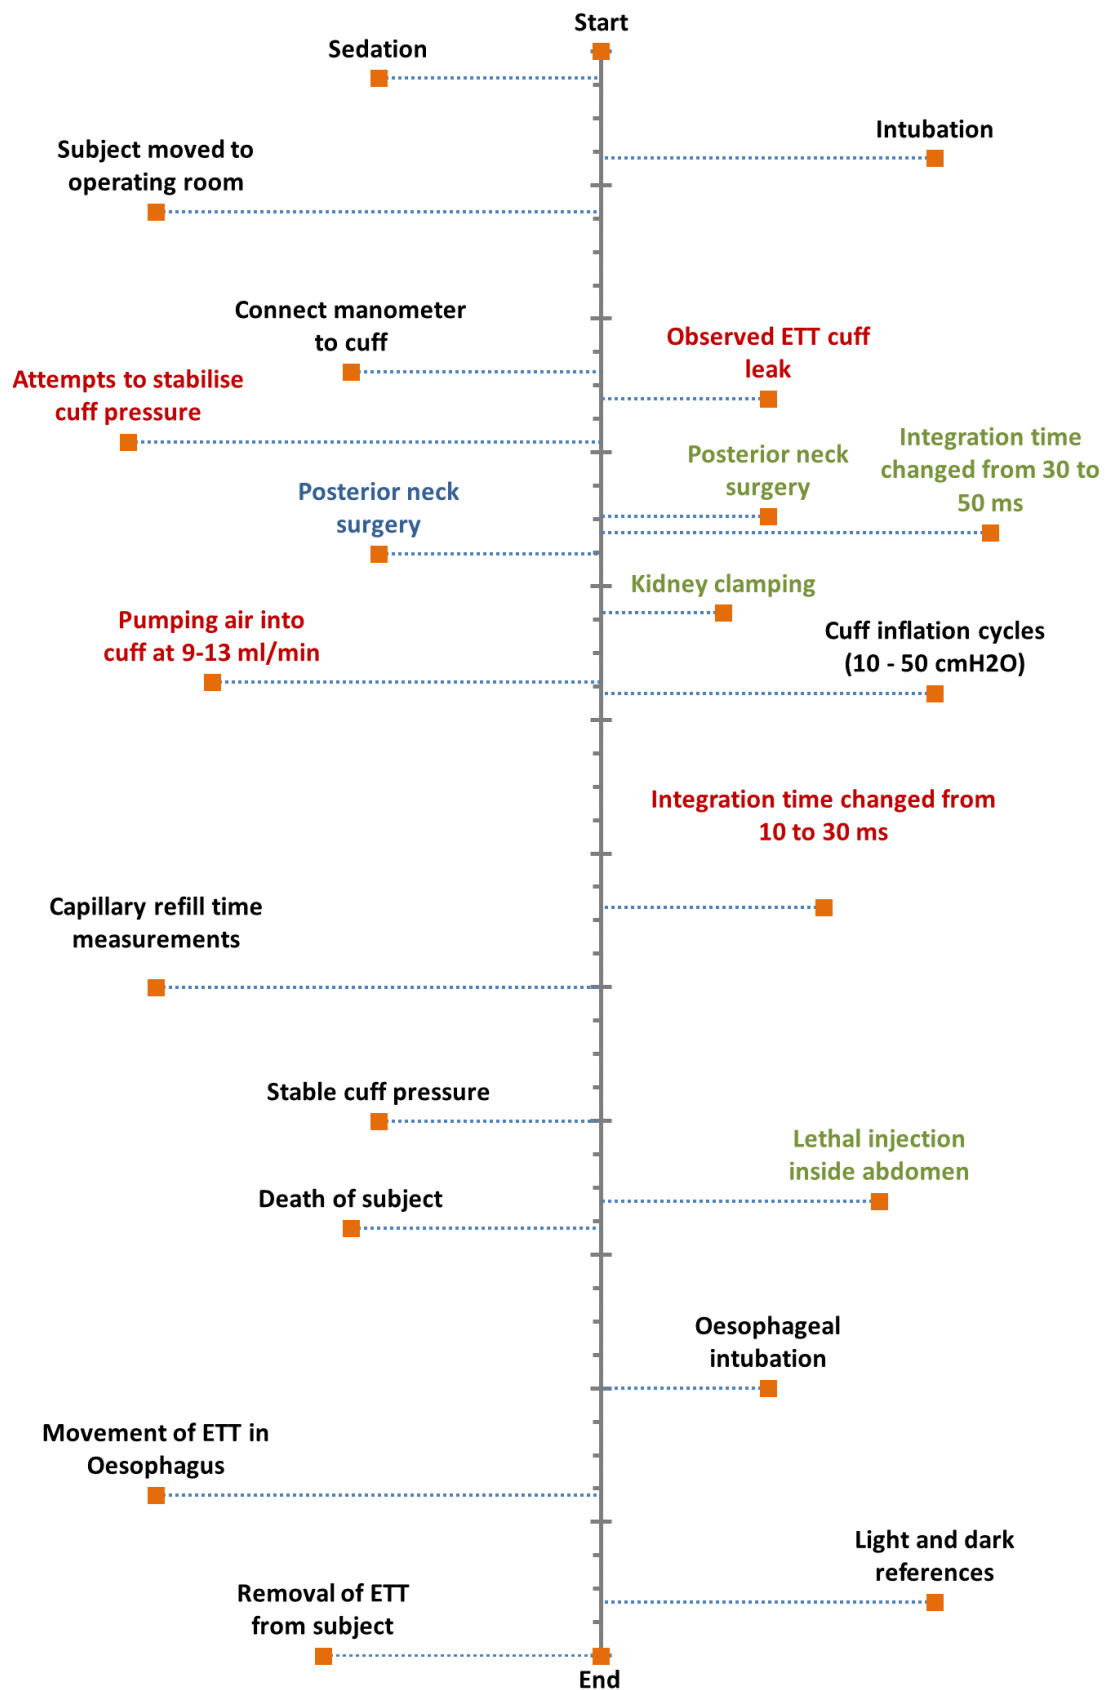 Start
Sedation
Intubation
Subject moved to
operating room
Connect manometer
to cuff
Observed ETT cuff
leak
Attempts to stabilise
cuff pressure
Integration time
changed from 30 to
50 ms
Posterior neck
surgery
Posterior neck
surgery
Kidney clamping
Pumping air into
cuff at 9-13 ml/min
Cuff inflation cycles
(10 - 50 cmH2O)
Integration time changed from
10 to 30 ms
Capillary refill time
measurements
Stable cuff pressure
Lethal injection
inside abdomen
Death of subject
Oesophageal
intubation
Movement of ETT in
Oesophagus
Light and dark
references
Removal of ETT
from subject
End